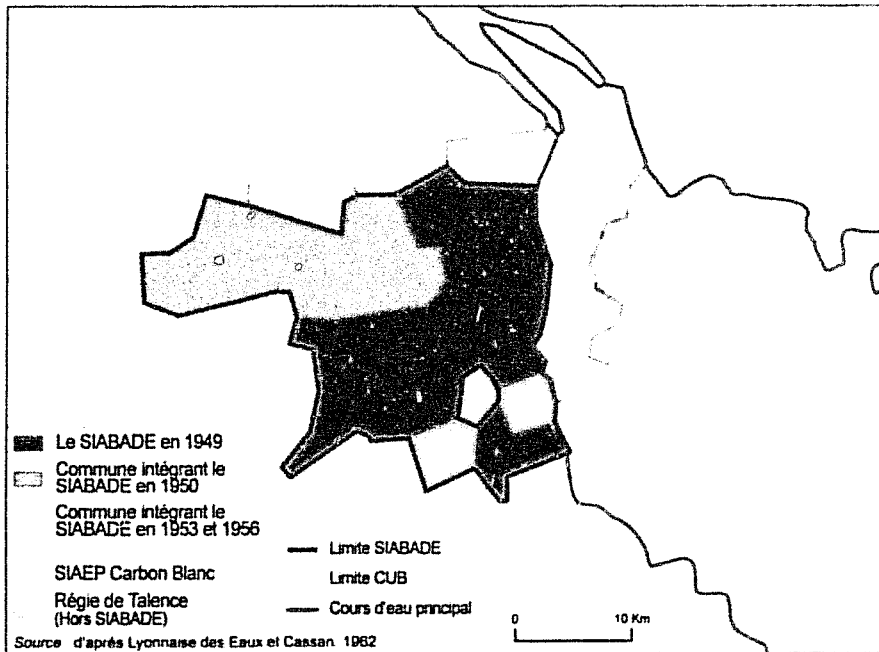 Le SIABADE en 1949
Commune intégrant le
SIABADE en 1950
Commune intégrant le
SIABADE en 1953 et 1956
SIAEP Carbon Blanc
Régie de Talence
(Hors SIABADE)
Limite SIABADE
Limite CUB
Cours d'eau principal
0 10 Km
Source d'après Lyonnaise des Eaux et Cassan 1962